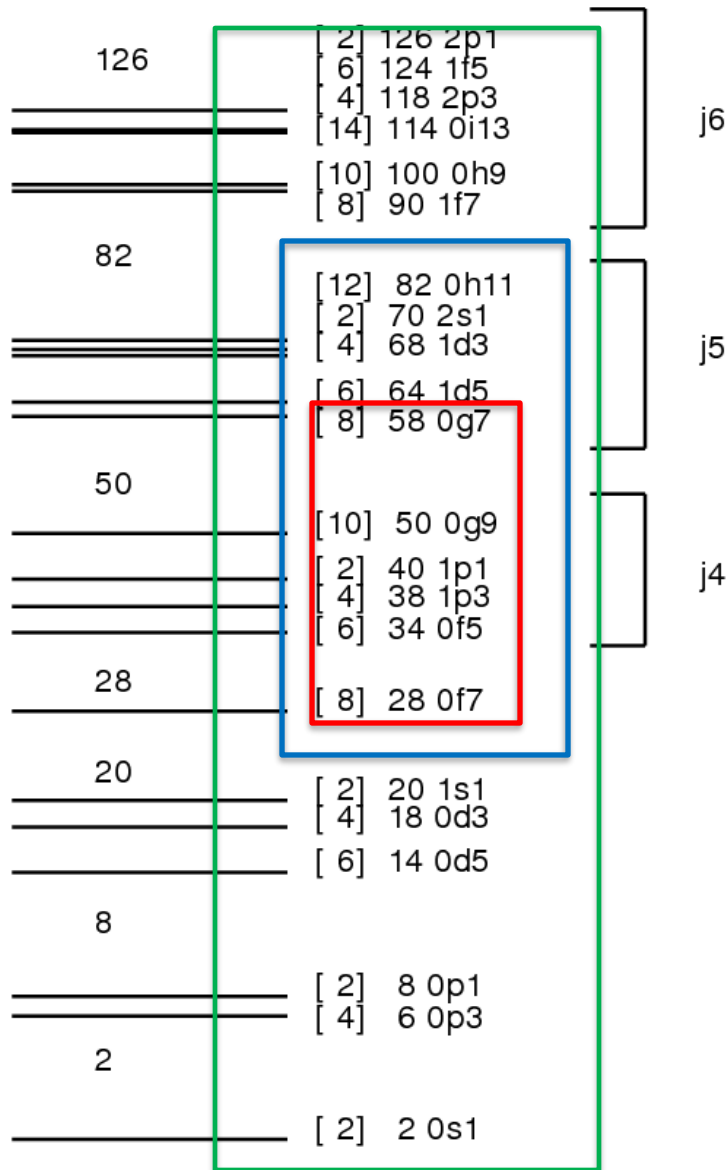 [ 2] 126 2p1
126
[ 6] 124 1f5
[ 4] 118 2p3
j6
[14] 114 0i13
[10] 100 0h9
[ 8] 90 1f7
82
[12] 82 0h11
[ 2] 70 2s1
[ 4] 68 1d3
j5
[ 6] 64 1d5
[ 8] 58 0g7
50
[10] 50 0g9
[ 2] 40 1p1
j4
[ 4] 38 1p3
[ 6] 34 0f5
28
[ 8] 28 0f7
20
[ 2] 20 1s1
[ 4] 18 0d3
[ 6] 14 0d5
8
[ 2] 8 0p1
[ 4] 6 0p3
2
[ 2] 2 0s1